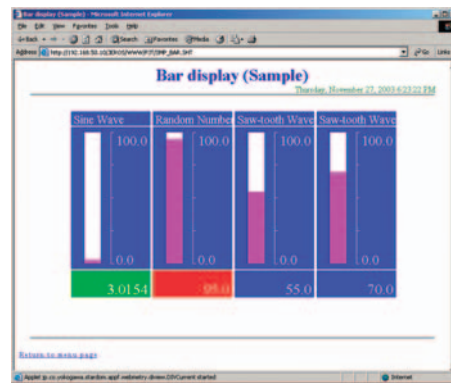 Bar display (Sample) - Microsoft Internet Explorer
File Edit View Favorites Tools Help
Back Search Favorites Media
Address Go Links
Bar display (Sample)
Thursday, November 27, 2003 6:23:22 PM
Sine Wave Random Number Saw-tooth Wave Saw-tooth Wave
100.0 100.0 100.0 100.0
0.0 0.0 0.0 0.0
3.0154 55.0 70.0
Return to menu page
Internet